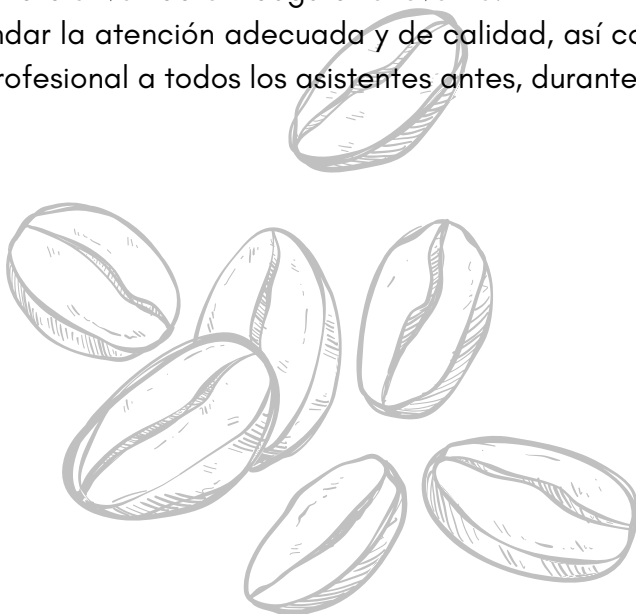 ndar la atención adecuada y de calidad, así co
rofesional a todos los asistentes antes, durante